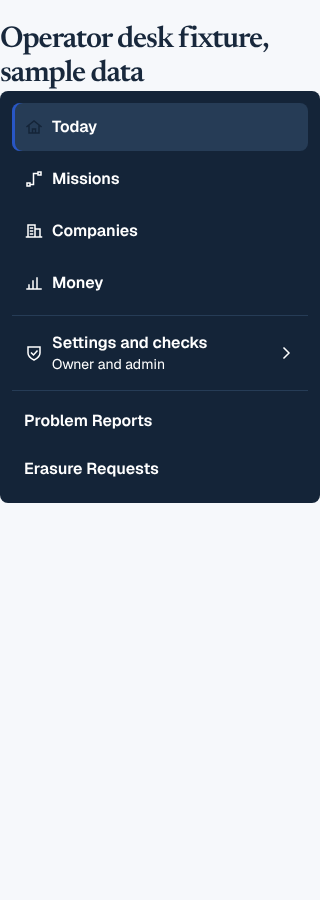 Operator desk fixture,
sample data
Today
Missions
Companies
Money
Settings and checks
Owner and admin
Problem Reports
Erasure Requests